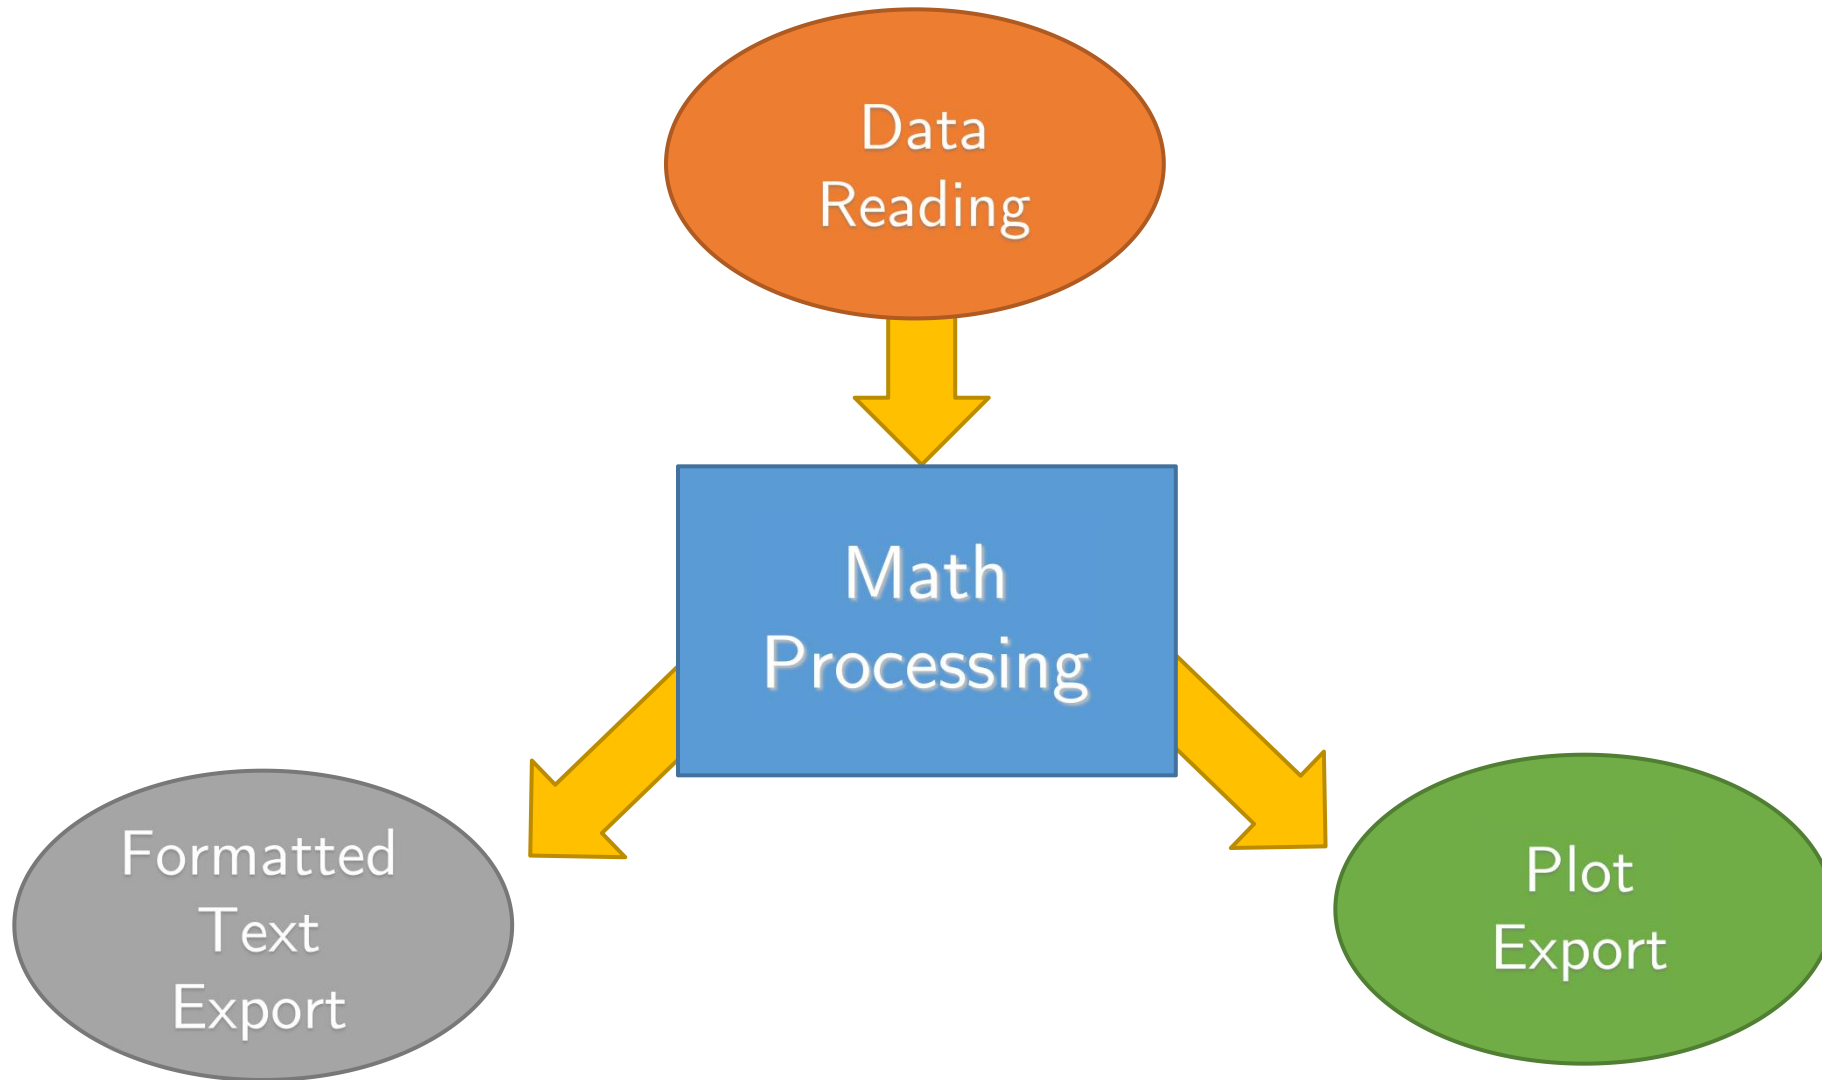 Data
Reading
Math
Processing
Formatted
Text
Export
Plot
Export